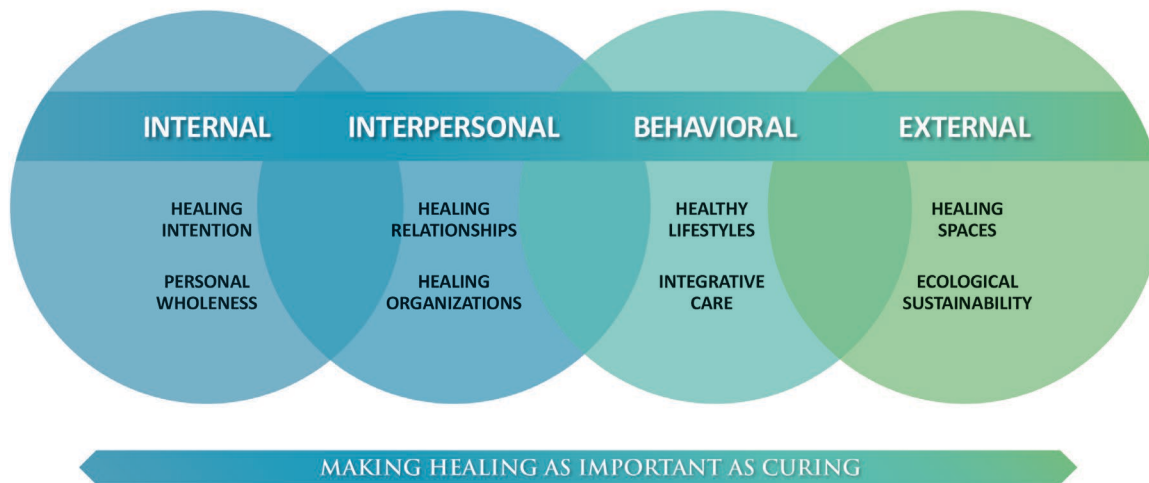 INTERNAL
INTERPERSONAL
BEHAVIORAL
EXTERNAL
HEALING
INTENTION
PERSONAL
WHOLENESS
HEALING
RELATIONSHIPS
HEALING
ORGANIZATIONS
HEALTHY
LIFESTYLES
INTEGRATIVE
CARE
HEALING
SPACES
ECOLOGICAL
SUSTAINABILITY
MAKING HEALING AS IMPORTANT AS CURING